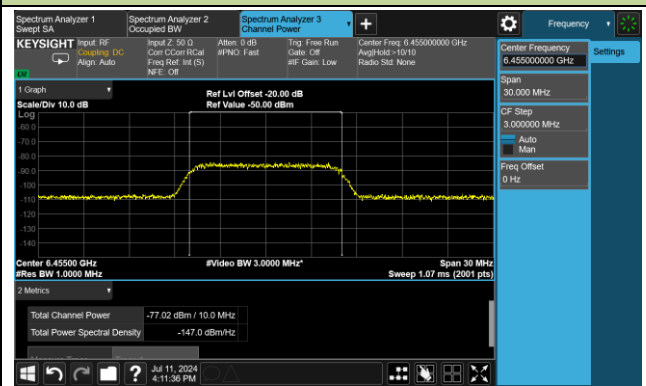 Spectrum Analyzer 1
Swept SA
Spectrum Analyzer 2
Occupied BW
Spectrum Analyzer 3
Channel Power
+
Frequency
KEYSIGHT
Input: RF
Coupling: DC
Align: Auto
Input Z: 50 Ω
Corr CCorr RCal
Freq Ref: Int (S)
NFE: Off
Atten: 0 dB
#PNO: Fast
Trig: Free Run
Gate: Off
#IF Gain: Low
Center Freq: 6.455000000 GHz
Avg|Hold:>10/10
Radio Std: None
LXI
Center Frequency
6.455000000 GHz
Settings
Span
30.000 MHz
CF Step
3.000000 MHz
Auto
Man
Freq Offset
0 Hz
1 Graph
Scale/Div 10.0 dB
Ref Lvl Offset -20.00 dB
Ref Value -50.00 dBm
Log
-60.0
-70.0
-80.0
-90.0
-100
-110
-120
-130
-140
Center 6.45500 GHz
#Res BW 1.0000 MHz
#Video BW 3.0000 MHz*
Span 30 MHz
Sweep 1.07 ms (2001 pts)
2 Metrics
Total Channel Power -77.02 dBm / 10.0 MHz
Total Power Spectral Density -147.0 dBm/Hz
?
Jul 11, 2024
4:11:36 PM